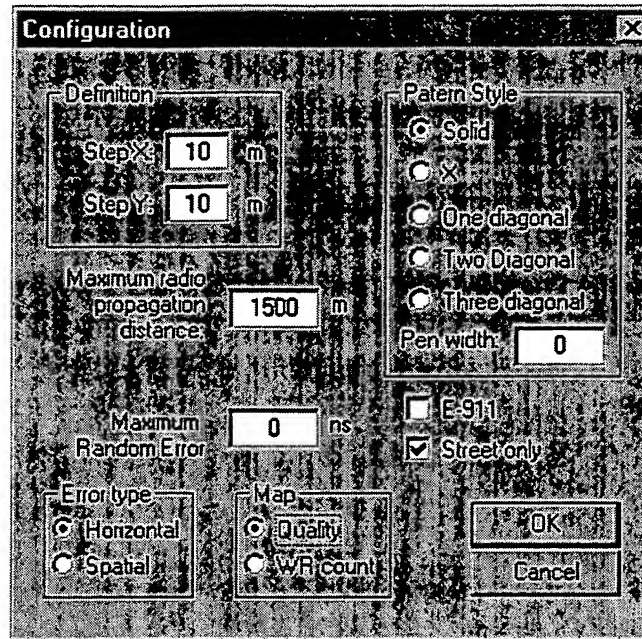 Configuration
Definition
Step X: 10 m
Step Y: 10 m
Maximum radio
propagation
distance: 1500 m
Maximum
Random Error 0 ns
Error type
Horizontal
Spatial
Map
Quality
WR count
Patern Style
Solid
X
One diagonal
Two Diagonal
Three diagonal
Pen width: 0
E-911
Street only
OK
Cancel